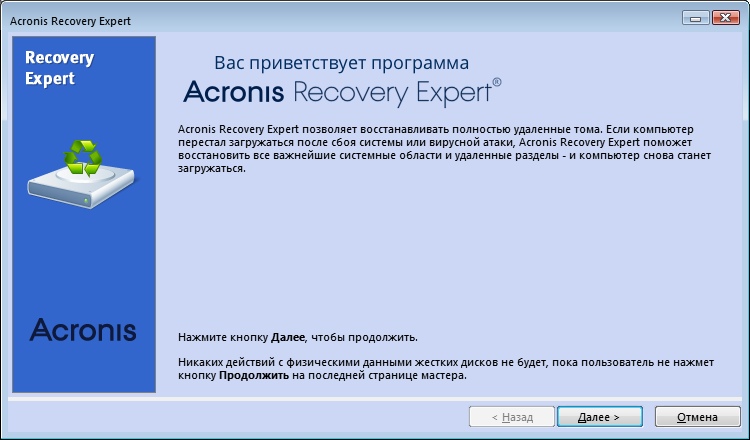 Acronis Recovery Expert
Recovery
Expert
Acronis
Вас приветствует программа
Acronis Recovery Expert®
Acronis Recovery Expert позволяет восстанавливать полностью удаленные тома. Если компьютер
перестал загружаться после сбоя системы или вирусной атаки, Acronis Recovery Expert поможет
восстановить все важнейшие системные области и удаленные разделы - и компьютер снова станет
загружаться.
Нажмите кнопку Далее, чтобы продолжить.
Никаких действий с физическими данными жестких дисков не будет, пока пользователь не нажмет
кнопку Продолжить на последней странице мастера.
< Назад
Далее >
Отмена